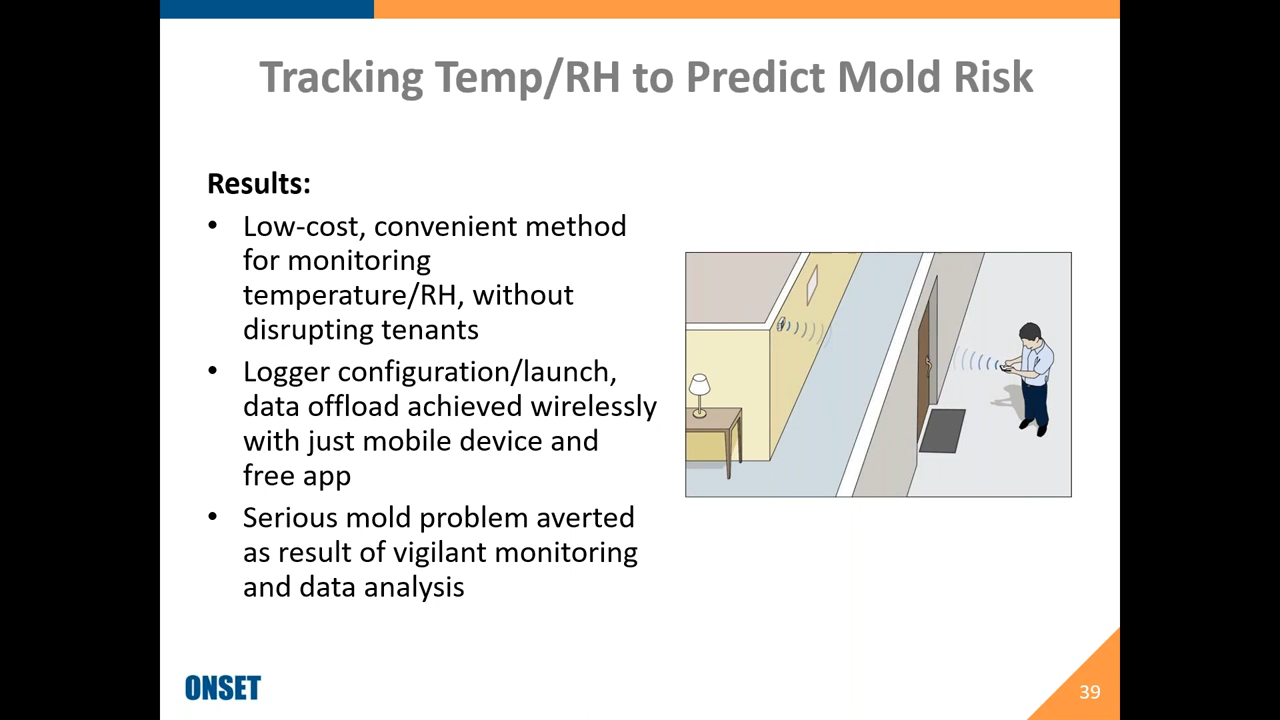 Tracking Temp/RH to Predict Mold Risk
Results:
• Low-cost, convenient method
for monitoring
temperature/RH, without
disrupting tenants
• Logger configuration/launch,
data offload achieved wirelessly
with just mobile device and
free app
• Serious mold problem averted
as result of vigilant monitoring
and data analysis
ONSET
39